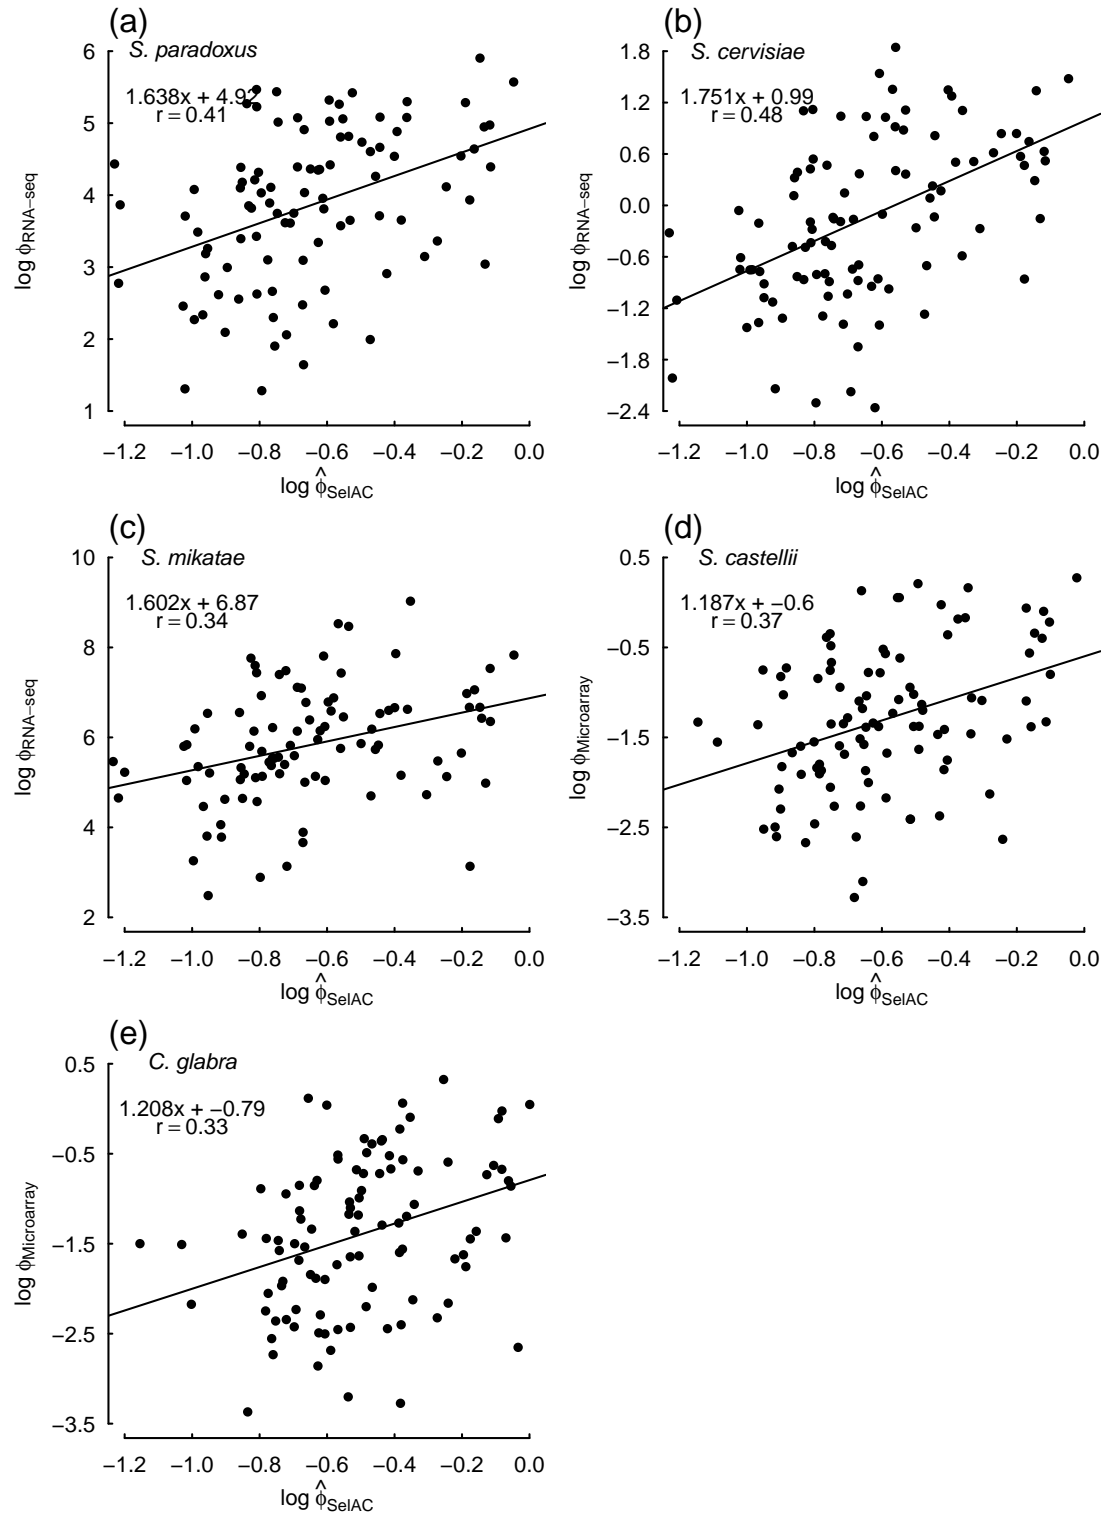 (a)
S. paradoxus
1.638x + 4.92
r = 0.41
6
5
4
3
2
1
log ϕRNA−seq
−1.2 −1.0 −0.8 −0.6 −0.4 −0.2 0.0
log ϕ̂SelAC
(b)
S. cervisiae
1.751x + 0.99
r = 0.48
1.8
1.2
0.6
0.0
−0.6
−1.2
−1.8
−2.4
log ϕRNA−seq
−1.2 −1.0 −0.8 −0.6 −0.4 −0.2 0.0
log ϕ̂SelAC
(c)
S. mikatae
1.602x + 6.87
r = 0.34
10
8
6
4
2
log ϕRNA−seq
−1.2 −1.0 −0.8 −0.6 −0.4 −0.2 0.0
log ϕ̂SelAC
(d)
S. castellii
1.187x + −0.6
r = 0.37
0.5
−0.5
−1.5
−2.5
−3.5
log ϕMicroarray
−1.2 −1.0 −0.8 −0.6 −0.4 −0.2 0.0
log ϕ̂SelAC
(e)
C. glabra
1.208x + −0.79
r = 0.33
0.5
−0.5
−1.5
−2.5
−3.5
log ϕMicroarray
−1.2 −1.0 −0.8 −0.6 −0.4 −0.2 0.0
log ϕ̂SelAC